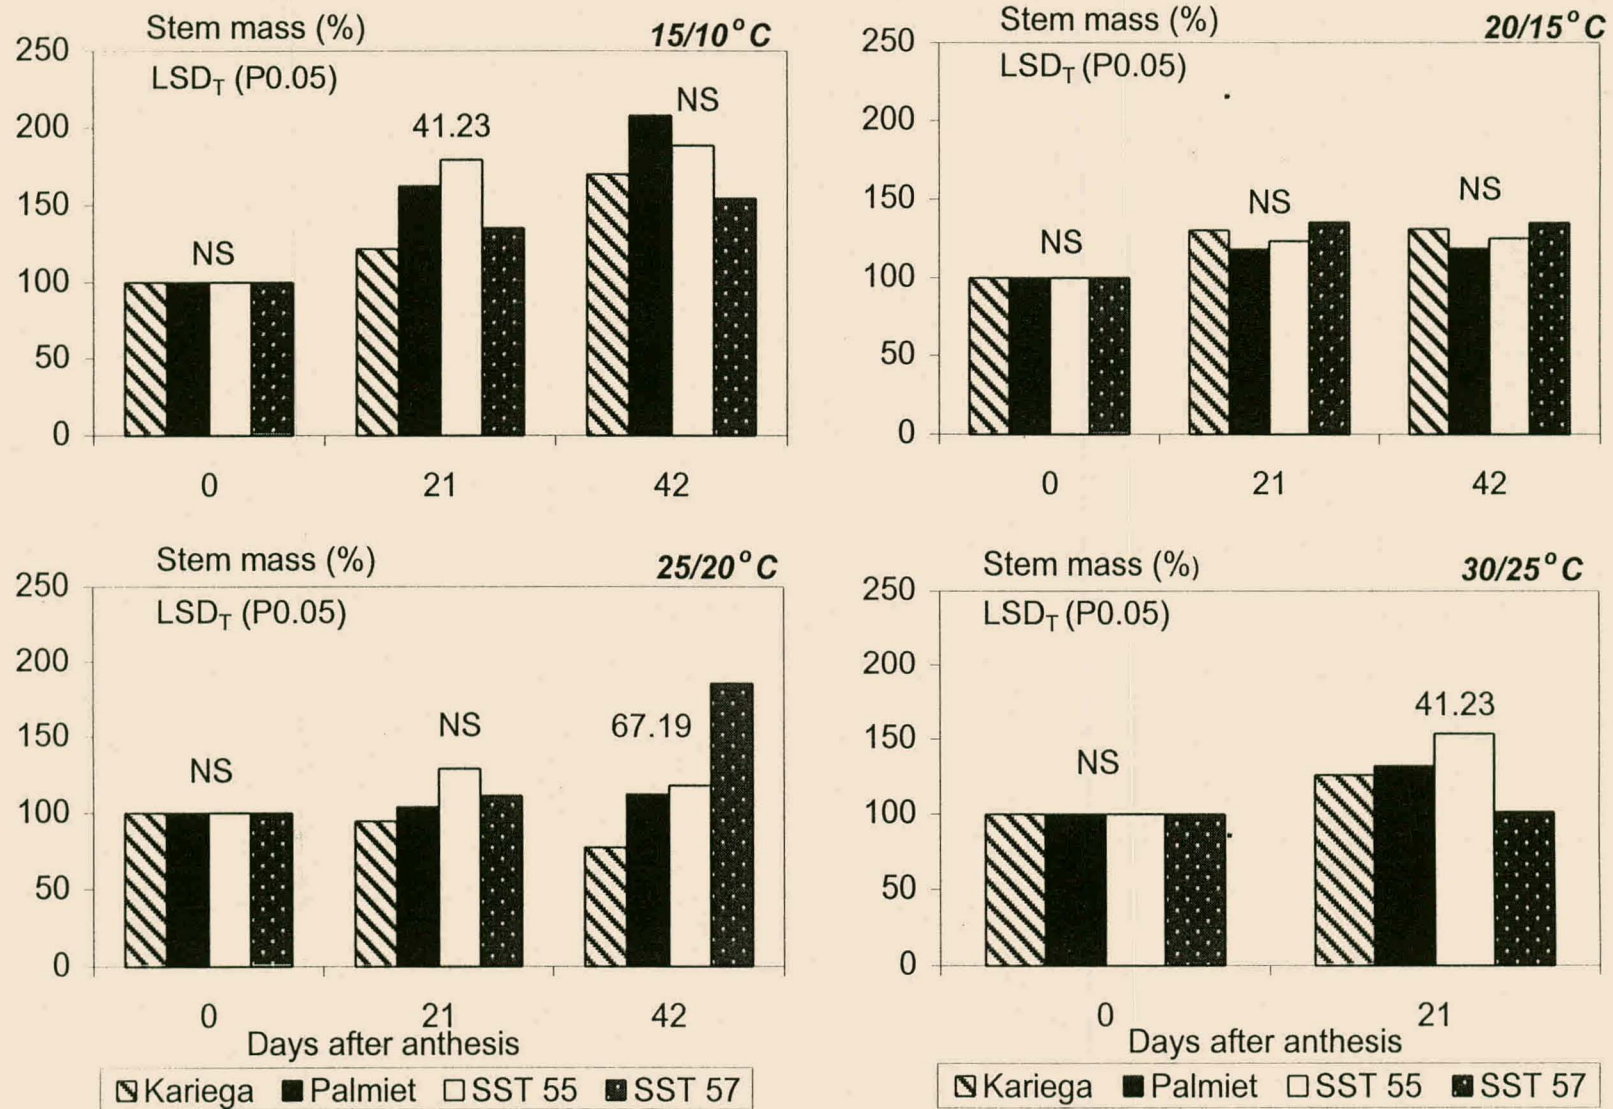 Stem mass (%) 15/10°C
LSD_T (P0.05)
250
200
150
100
50
0
NS
41.23
NS
0 21 42
Stem mass (%) 20/15°C
LSD_T (P0.05)
250
200
150
100
50
0
NS
NS
NS
0 21 42
Stem mass (%) 25/20°C
LSD_T (P0.05)
250
200
150
100
50
0
NS
NS
67.19
0 21 42
Days after anthesis
Kariega Palmiet SST 55 SST 57
Stem mass (%) 30/25°C
LSD_T (P0.05)
250
200
150
100
50
0
NS
41.23
0 21
Days after anthesis
Kariega Palmiet SST 55 SST 57